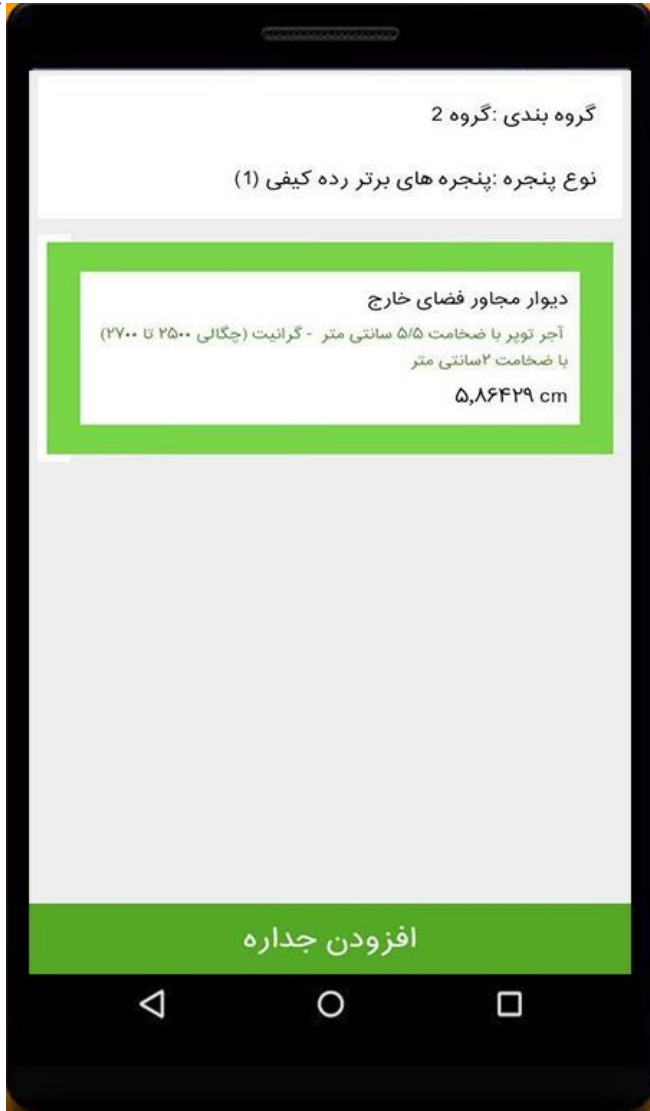 گروه بندی :گروه 2
نوع پنجره :پنجره های برتر رده کیفی (1)
دیوار مجاور فضای خارج
آجر توپر با ضخامت ۵/۵ سانتی متر - گرانیت (چگالی ۲۵۰۰ تا ۲۷۰۰)
با ضخامت ۲سانتی متر
۵,۸۶۴۲۹ cm
افزودن جداره